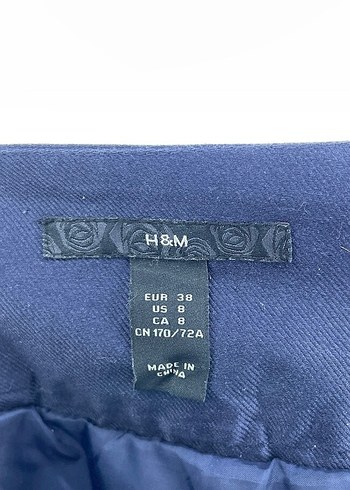 H&M
EUR 38
US 8
CA 8
CN 170/72A
MADE IN
CHINA